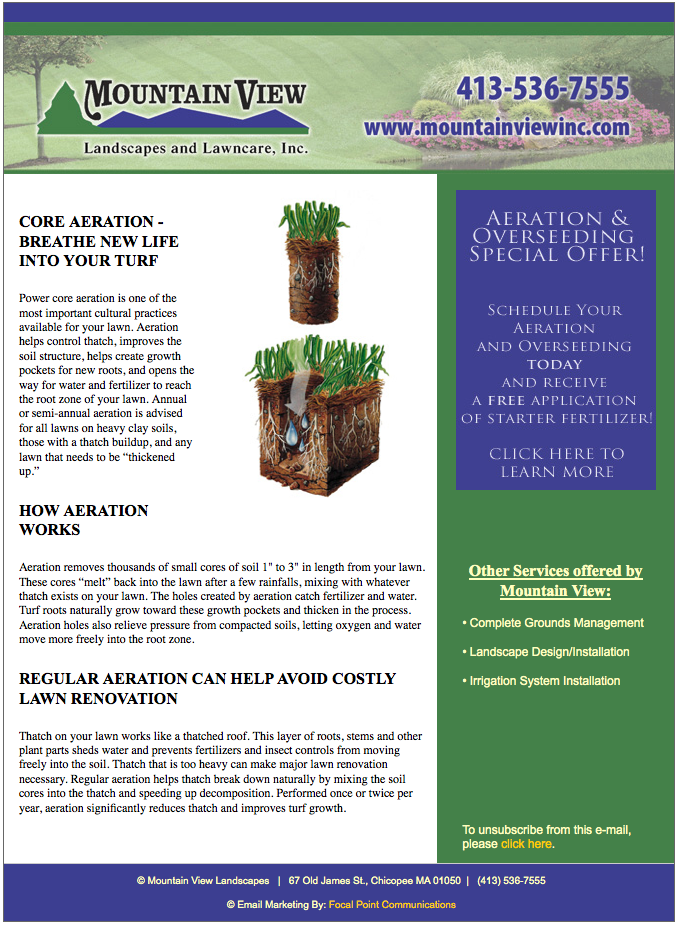 MOUNTAIN VIEW
Landscapes and Lawncare, Inc.
413-536-7555
www.mountainviewinc.com
CORE AERATION -
BREATHE NEW LIFE
INTO YOUR TURF
Power core aeration is one of the
most important cultural practices
available for your lawn. Aeration
helps control thatch, improves the
soil structure, helps create growth
pockets for new roots, and opens the
way for water and fertilizer to reach
the root zone of your lawn. Annual
or semi-annual aeration is advised
for all lawns on heavy clay soils,
those with a thatch buildup, and any
lawn that needs to be “thickened
up.”
HOW AERATION
WORKS
Aeration removes thousands of small cores of soil 1" to 3" in length from your lawn.
These cores “melt” back into the lawn after a few rainfalls, mixing with whatever
thatch exists on your lawn. The holes created by aeration catch fertilizer and water.
Turf roots naturally grow toward these growth pockets and thicken in the process.
Aeration holes also relieve pressure from compacted soils, letting oxygen and water
move more freely into the root zone.
REGULAR AERATION CAN HELP AVOID COSTLY
LAWN RENOVATION
Thatch on your lawn works like a thatched roof. This layer of roots, stems and other
plant parts sheds water and prevents fertilizers and insect controls from moving
freely into the soil. Thatch that is too heavy can make major lawn renovation
necessary. Regular aeration helps thatch break down naturally by mixing the soil
cores into the thatch and speeding up decomposition. Performed once or twice per
year, aeration significantly reduces thatch and improves turf growth.
AERATION &
OVERSEEDING
SPECIAL OFFER!
SCHEDULE YOUR
AERATION
AND OVERSEEDING
TODAY
AND RECEIVE
A FREE APPLICATION
OF STARTER FERTILIZER!
CLICK HERE TO
LEARN MORE
Other Services offered by
Mountain View:
• Complete Grounds Management
• Landscape Design/Installation
• Irrigation System Installation
To unsubscribe from this e-mail,
please click here.
© Mountain View Landscapes | 67 Old James St., Chicopee MA 01050 | (413) 536-7555
© Email Marketing By: Focal Point Communications